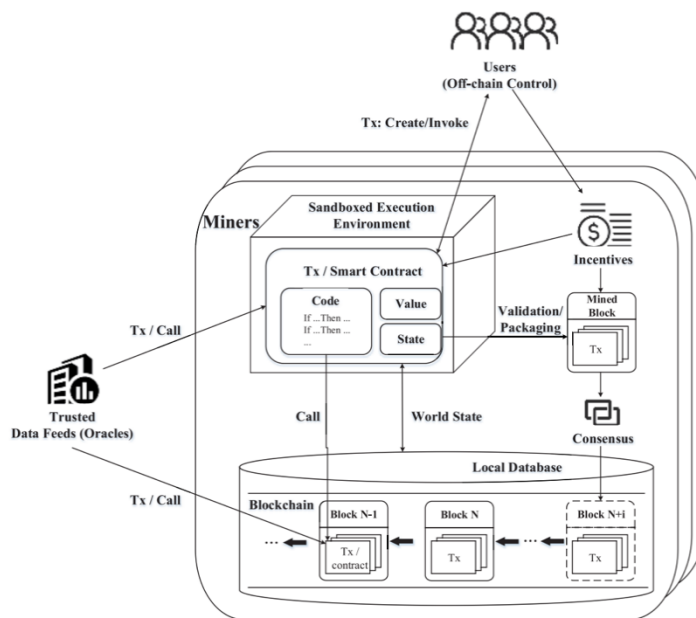 Users
(Off-chain Control)
Tx: Create/Invoke
Miners
Sandboxed Execution
Environment
Tx / Smart Contract
Code
If ...Then ...
If ...Then ...
...
Value
State
Incentives
Validation/
Packaging
Mined
Block
Tx
Tx / Call
Trusted
Data Feeds (Oracles)
Call
World State
Consensus
Local Database
Tx / Call
Blockchain
Block N-1
Block N
Block N+i
...
Tx /
contract
Tx
...
Tx